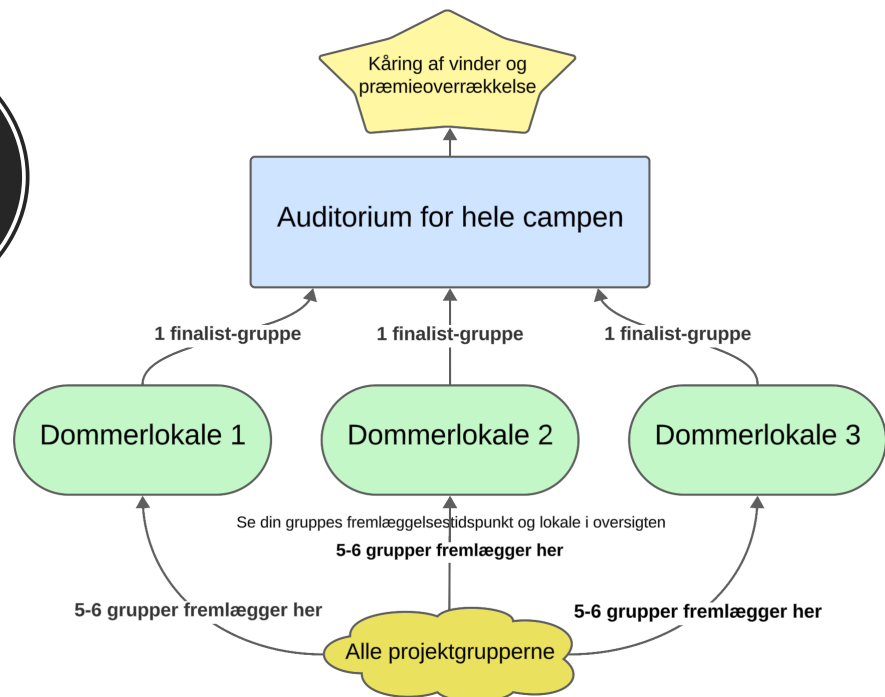 Kåring af vinder og
præmieoverrækkelse
Auditorium for hele campen
1 finalist-gruppe
1 finalist-gruppe
1 finalist-gruppe
Dommerlokale 1
Dommerlokale 2
Dommerlokale 3
Se din gruppes fremlæggelsestidspunkt og lokale i oversigten
5-6 grupper fremlægger her
5-6 grupper fremlægger her
5-6 grupper fremlægger her
Alle projektgrupperne